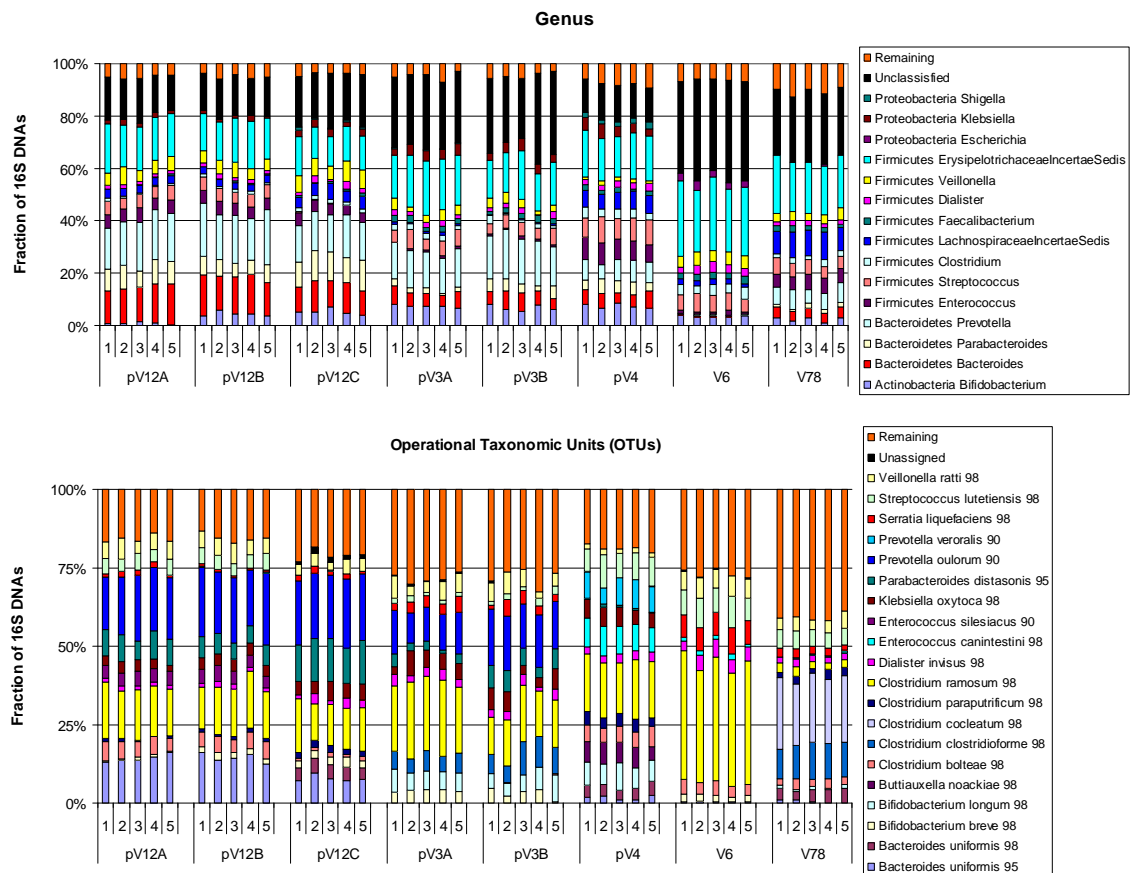 Genus
Fraction of 16S DNAs
100%
80%
60%
40%
20%
0%
1 2 3 4 5 1 2 3 4 5 1 2 3 4 5 1 2 3 4 5 1 2 3 4 5 1 2 3 4 5 1 2 3 4 5 1 2 3 4 5
pV12A pV12B pV12C pV3A pV3B pV4 V6 V78
Remaining
Unclassified
Proteobacteria Shigella
Proteobacteria Klebsiella
Proteobacteria Escherichia
Firmicutes ErysipelotrichaceaeIncertaeSedis
Firmicutes Veillonella
Firmicutes Dialister
Firmicutes Faecalibacterium
Firmicutes LachnospiraceaeIncertaeSedis
Firmicutes Clostridium
Firmicutes Streptococcus
Firmicutes Enterococcus
Bacteroidetes Prevotella
Bacteroidetes Parabacteroides
Bacteroidetes Bacteroides
Actinobacteria Bifidobacterium
Operational Taxonomic Units (OTUs)
Fraction of 16S DNAs
100%
75%
50%
25%
0%
1 2 3 4 5 1 2 3 4 5 1 2 3 4 5 1 2 3 4 5 1 2 3 4 5 1 2 3 4 5 1 2 3 4 5 1 2 3 4 5
pV12A pV12B pV12C pV3A pV3B pV4 V6 V78
Remaining
Unassigned
Veillonella ratti 98
Streptococcus lutetiensis 98
Serratia liquefaciens 98
Prevotella veroralis 90
Prevotella oulorum 90
Parabacteroides distasonis 95
Klebsiella oxytoca 98
Enterococcus silesiacus 90
Enterococcus canintestini 98
Dialister invisus 98
Clostridium ramosum 98
Clostridium paraputrificum 98
Clostridium cocleatum 98
Clostridium clostridioforme 98
Clostridium bolteae 98
Buttiauxella noackiae 98
Bifidobacterium longum 98
Bifidobacterium breve 98
Bacteroides uniformis 98
Bacteroides uniformis 95